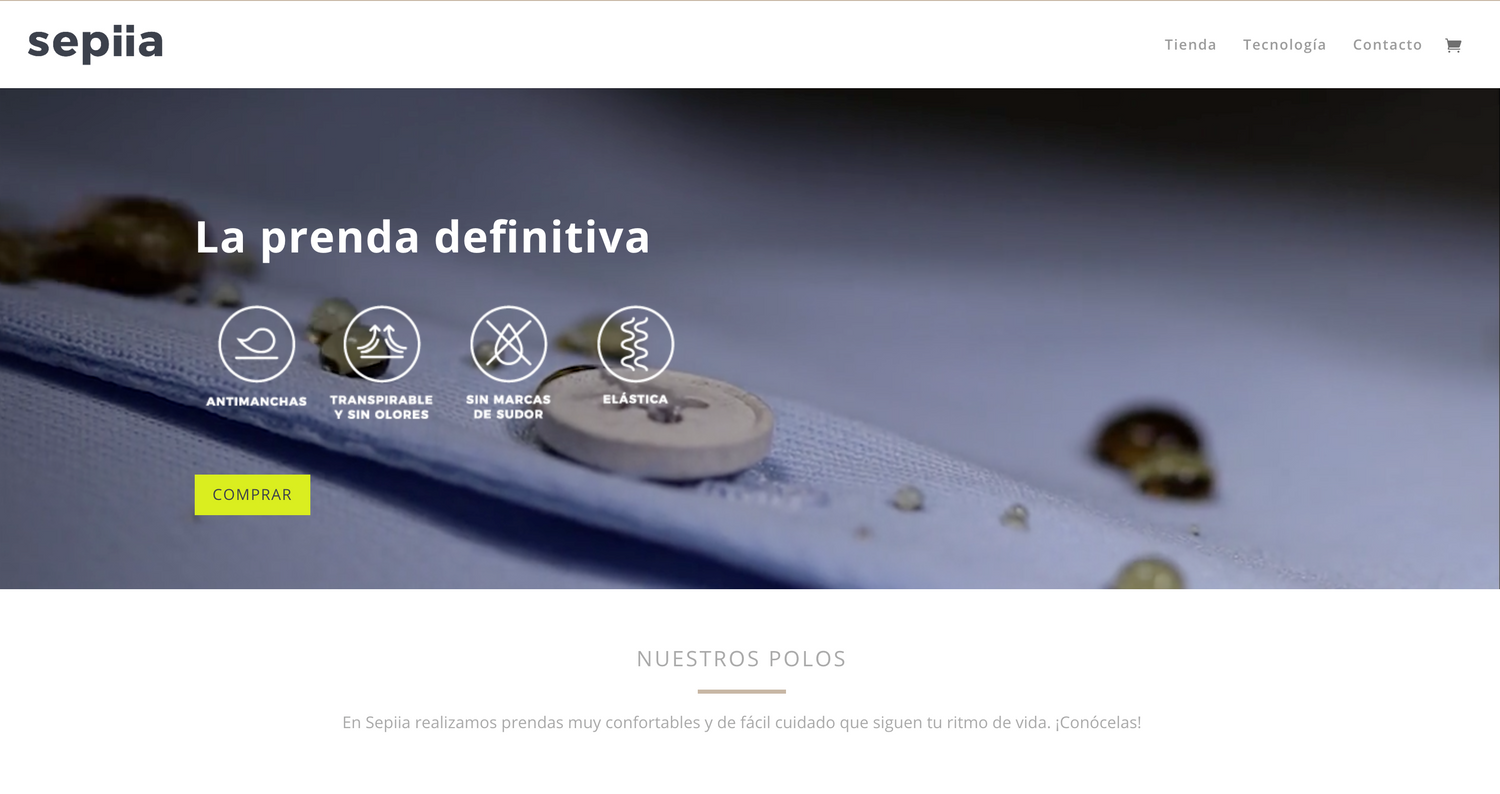 sepiia
Tienda Tecnología Contacto
La prenda definitiva
ANTIMANCHAS
TRANSPIRABLE
Y SIN OLORES
SIN MARCAS
DE SUDOR
ELÁSTICA
COMPRAR
NUESTROS POLOS
En Sepiia realizamos prendas muy confortables y de fácil cuidado que siguen tu ritmo de vida. ¡Conócelas!